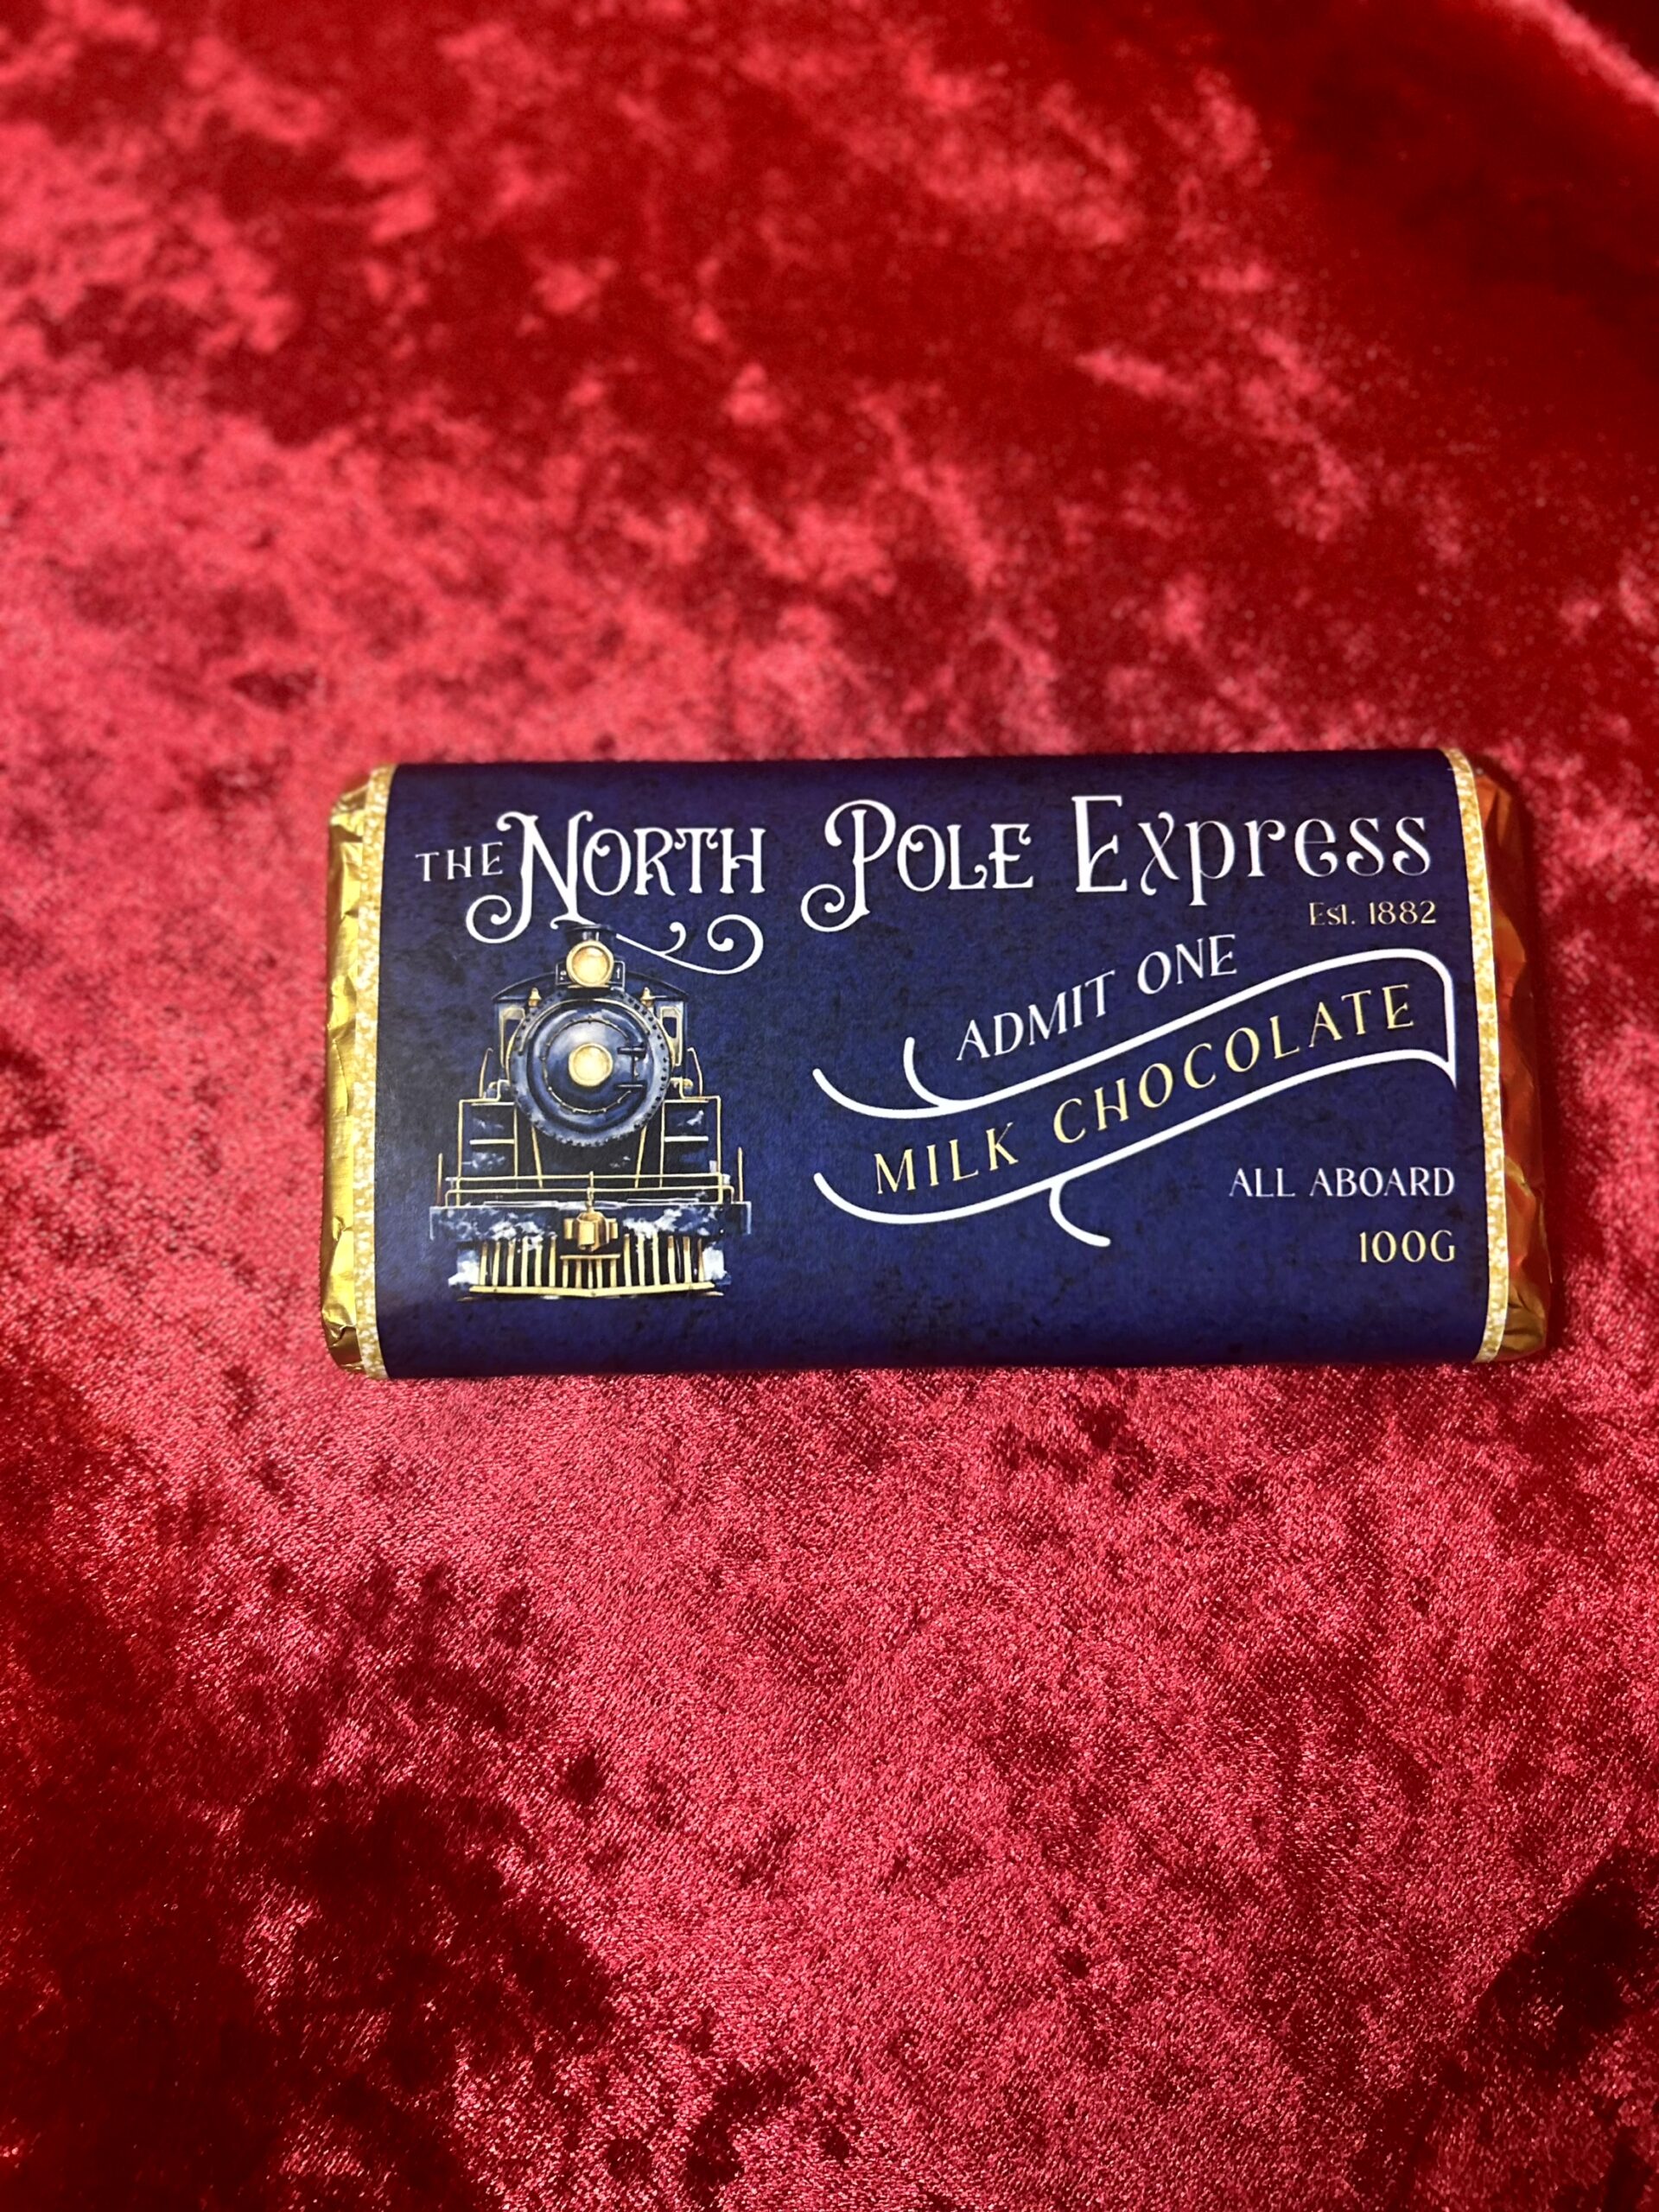 THE NORTH POLE Express
Est. 1882
ADMIT ONE
MILK CHOCOLATE
ALL ABOARD
100G